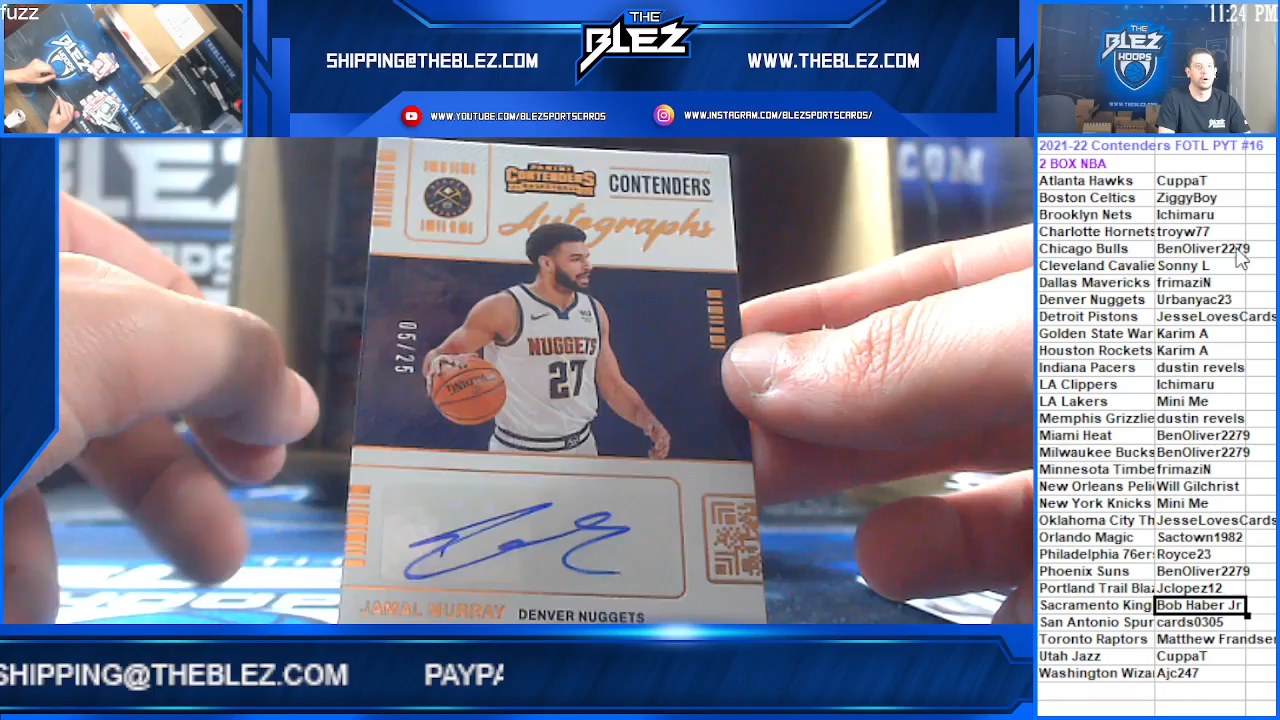 fuzz
THE
BLEZ
SHIPPING@THEBLEZ.COM
WWW.THEBLEZ.COM
WWW.YOUTUBE.COM/BLEZSPORTSCARDS
WWW.INSTAGRAM.COM/BLEZSPORTSCARDS/
11:24 PM
THE
BLEZ
HOOPS
PANINI
CONTENDERS
BASKETBALL
CONTENDERS
Autographs
.COM
05/25
NUGGETS
27
JAMAL MURRAY DENVER NUGGETS
2021-22 Contenders FOTL PYT #16
2 BOX NBA
Atlanta Hawks CuppaT
Boston Celtics ZiggyBoy
Brooklyn Nets Ichimaru
Charlotte Hornets troyw77
Chicago Bulls BenOliver2279
Cleveland Cavalie Sonny L
Dallas Mavericks frimaziN
Denver Nuggets Urbanyac23
Detroit Pistons JesseLovesCards
Golden State War Karim A
Houston Rockets Karim A
Indiana Pacers dustin revels
LA Clippers Ichimaru
LA Lakers Mini Me
Memphis Grizzlie dustin revels
Miami Heat BenOliver2279
Milwaukee Bucks BenOliver2279
Minnesota Timbe frimaziN
New Orleans Peli Will Gilchrist
New York Knicks Mini Me
Oklahoma City Th JesseLovesCards
Orlando Magic Sactown1982
Philadelphia 76er Royce23
Phoenix Suns BenOliver2279
Portland Trail Bla Jclopez12
Sacramento King Bob Haber Jr
San Antonio Spur cards0305
Toronto Raptors Matthew Frandse
Utah Jazz CuppaT
Washington Wiza Ajc247
SHIPPING@THEBLEZ.COM PAYPA